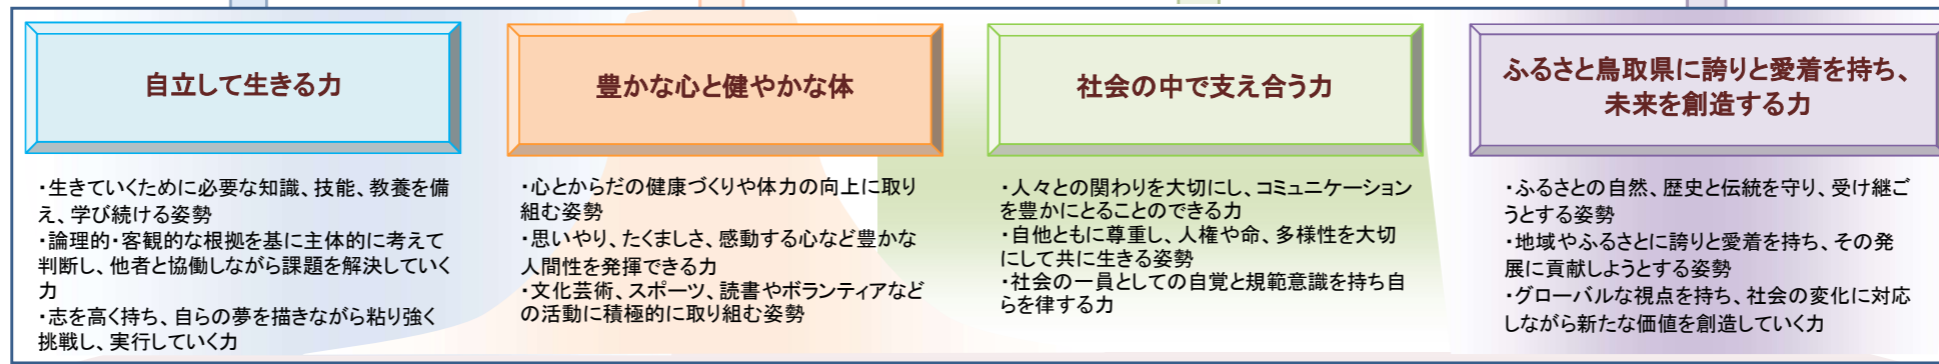 自立して生きる力
・生きていくために必要な知識、技能、教養を備
え、学び続ける姿勢
・論理的・客観的な根拠を基に主体的に考えて
判断し、他者と協働しながら課題を解決していく
力
・志を高く持ち、自らの夢を描きながら粘り強く
挑戦し、実行していく力
豊かな心と健やかな体
・心とからだの健康づくりや体力の向上に取り
組む姿勢
・思いやり、たくましさ、感動する心など豊かな
人間性を発揮できる力
・文化芸術、スポーツ、読書やボランティアなど
の活動に積極的に取り組む姿勢
社会の中で支え合う力
・人々との関わりを大切にし、コミュニケーション
を豊かにとることのできる力
・自他ともに尊重し、人権や命、多様性を大切
にして共に生きる姿勢
・社会の一員としての自覚と規範意識を持ち自
らを律する力
ふるさと鳥取県に誇りと愛着を持ち、
未来を創造する力
・ふるさとの自然、歴史と伝統を守り、受け継ご
うとする姿勢
・地域やふるさとに誇りと愛着を持ち、その発
展に貢献しようとする姿勢
・グローバルな視点を持ち、社会の変化に対応
しながら新たな価値を創造していく力